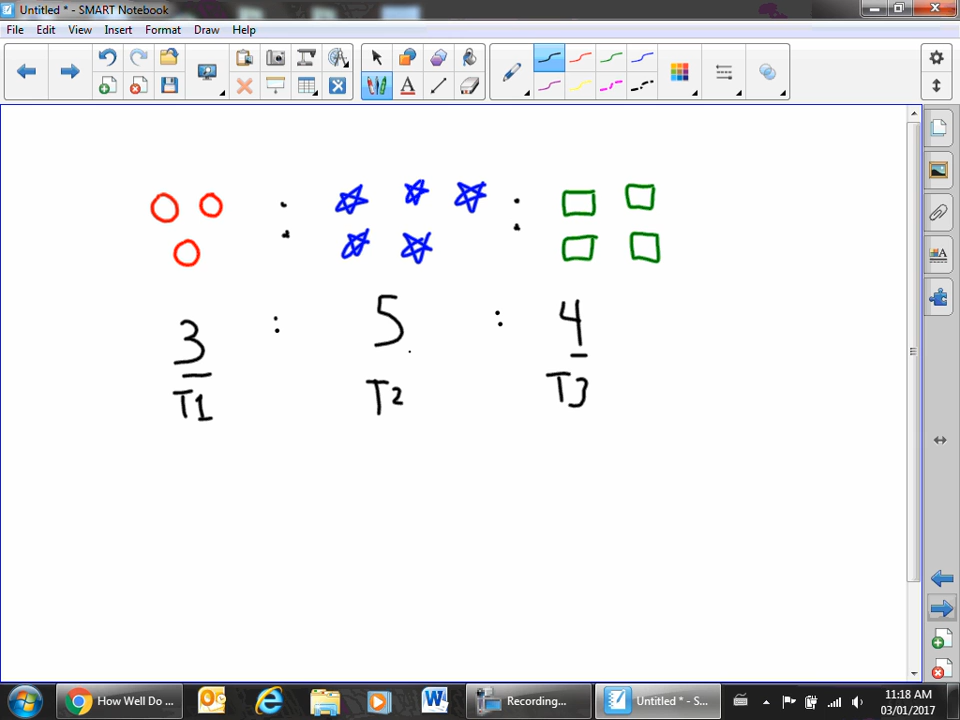 Untitled * - SMART Notebook
File Edit View Insert Format Draw Help
: :
3 : 5 : 4
T1 T2 T3
How Well Do ... Recording... Untitled * - S...
11:18 AM
03/01/2017